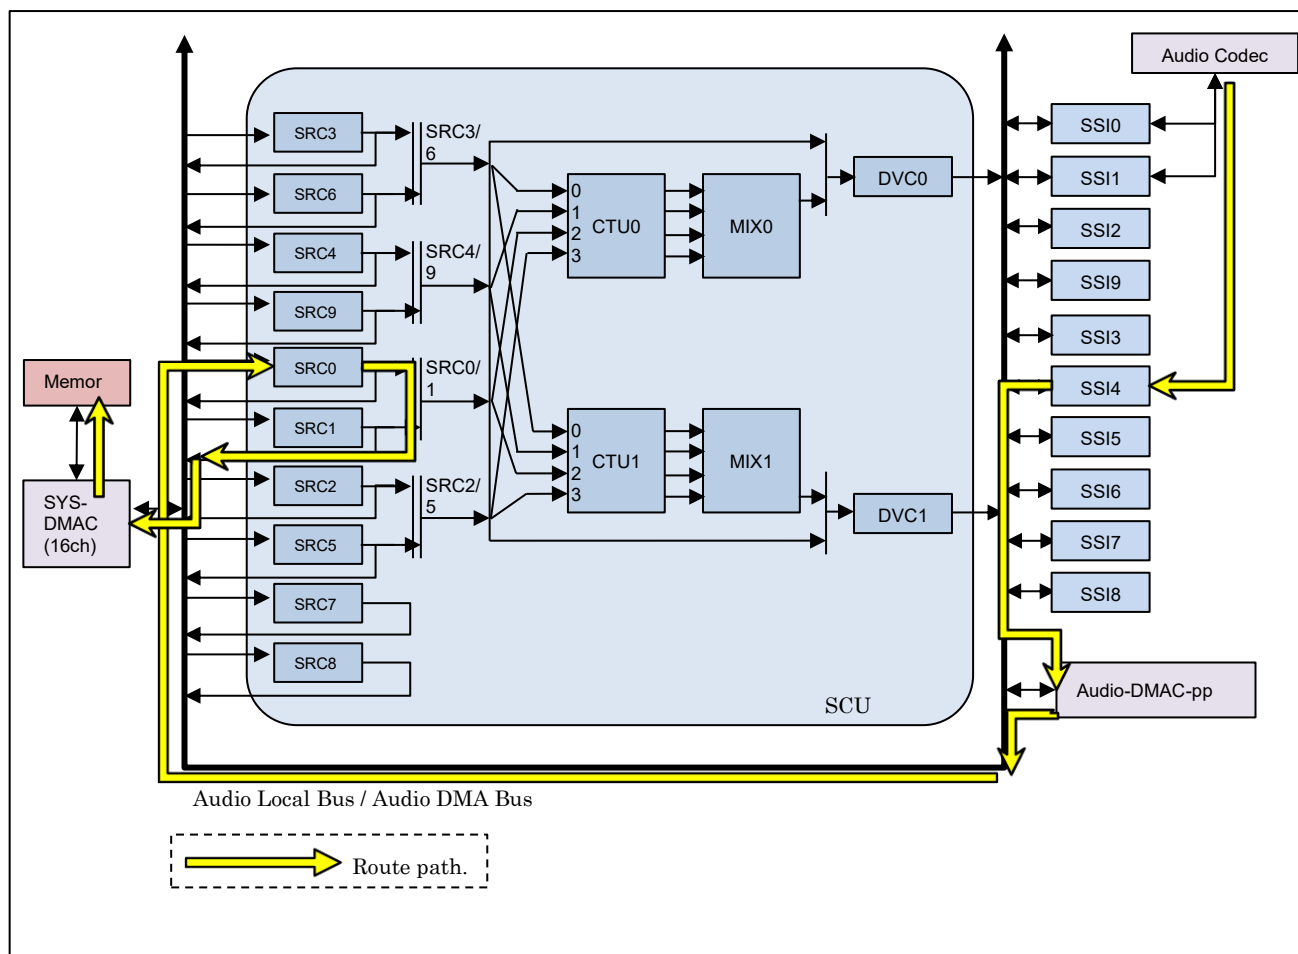 Audio Codec
SRC3
SRC6
SRC4
SRC9
SRC0
SRC1
SRC2
SRC5
SRC7
SRC8
SRC3/
6
SRC4/
9
SRC0/
1
SRC2/
5
0
1
2
3
CTU0
MIX0
DVC0
0
1
2
3
CTU1
MIX1
DVC1
SCU
SSI0
SSI1
SSI2
SSI9
SSI3
SSI4
SSI5
SSI6
SSI7
SSI8
Audio-DMAC-pp
Memor
SYS-
DMAC
(16ch)
Audio Local Bus / Audio DMA Bus
Route path.